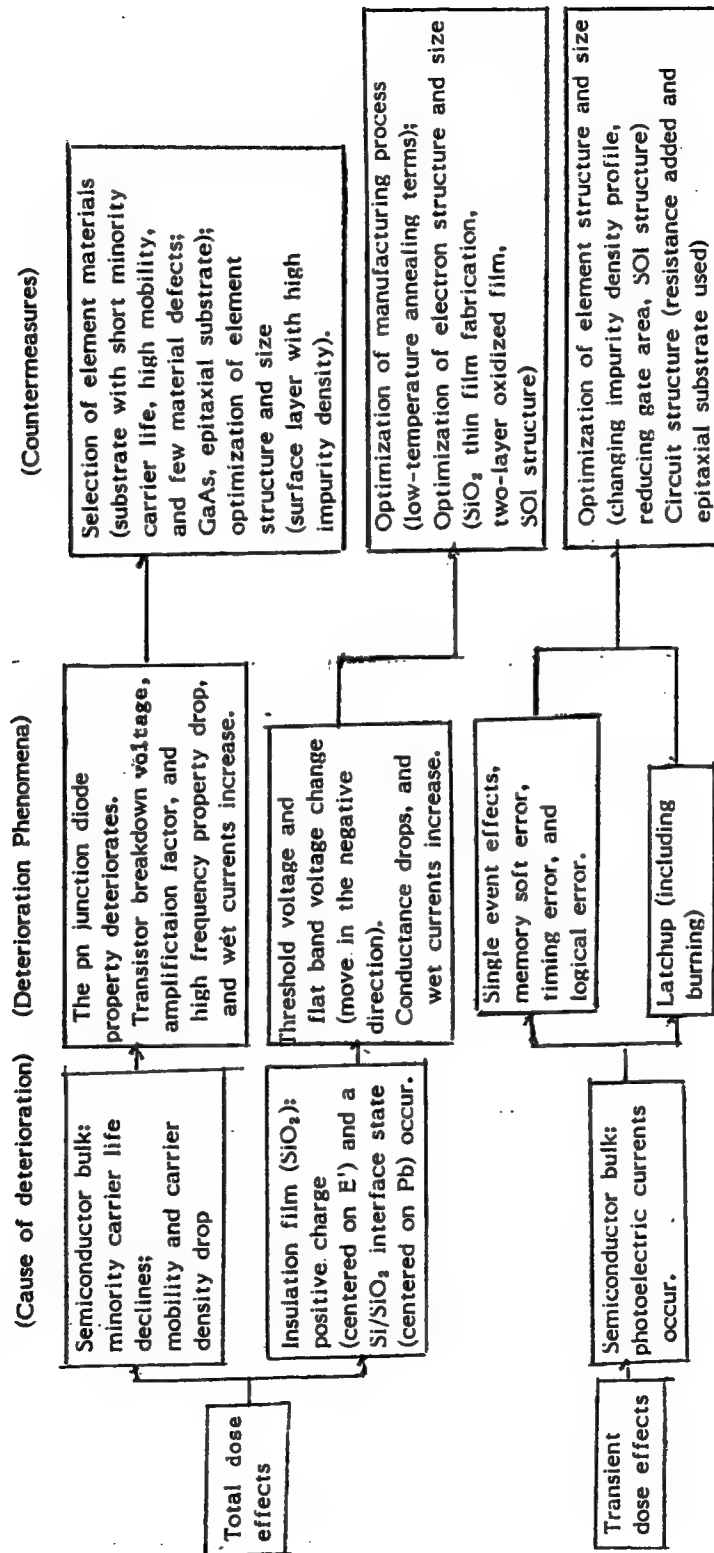 (Cause of deterioration)
(Deterioration Phenomena)
(Countermeasures)
Total dose
effects
Semiconductor bulk:
minority carrier life
declines;
mobility and carrier
density drop
The pn junction diode
property deteriorates.
Transistor breakdown voltage,
amplifictaion factor, and
high frequency property drop,
and wet currents increase.
Selection of element materials
(substrate with short minority
carrier life, high mobility,
and few material defects;
GaAs, epitaxial substrate);
optimization of element
structure and size
(surface layer with high
impurity density).
Insulation film (SiO₂):
positive charge
(centered on E') and a
Si/SiO₂ interface state
(centered on Pb) occur.
Threshold voltage and
flat band voltage change
(move in the negative
direction).
Conductance drops, and
wet currents increase.
Optimization of manufacturing process
(low-temperature annealing terms);
Optimization of electron structure and size
(SiO₂ thin film fabrication,
two-layer oxidized film,
SOI structure)
Transient
dose effects
Semiconductor bulk:
photoelectric currents
occur.
Single event effects,
memory soft error,
timing error, and
logical error.
Latchup (including
burning)
Optimization of element structure and size
(changing impurity density profile,
reducing gate area, SOI structure)
Circuit structure (resistance added and
epitaxial substrate used)